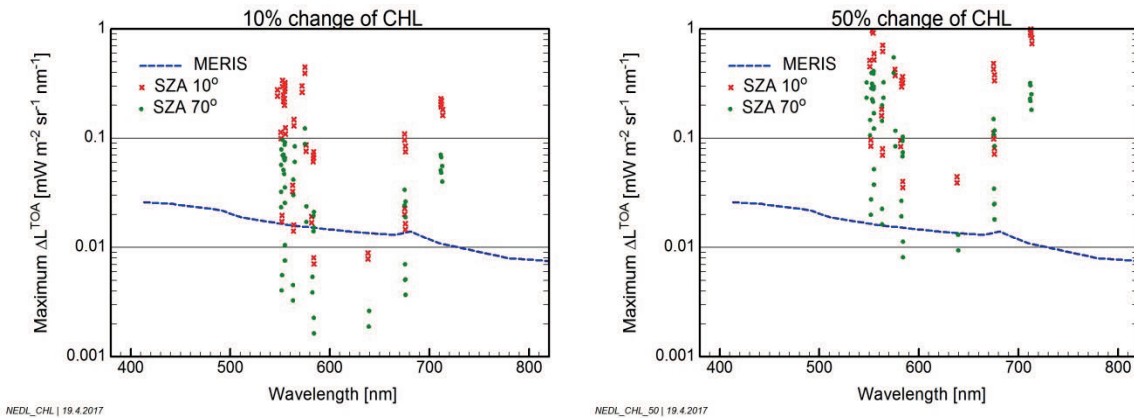 10% change of CHL
Maximum ΔL^TOA [mW m^-2 sr^-1 nm^-1]
1
0.1
0.01
0.001
MERIS
SZA 10°
SZA 70°
400 500 600 700 800
Wavelength [nm]
NEDL_CHL | 19.4.2017
50% change of CHL
Maximum ΔL^TOA [mW m^-2 sr^-1 nm^-1]
1
0.1
0.01
0.001
MERIS
SZA 10°
SZA 70°
400 500 600 700 800
Wavelength [nm]
NEDL_CHL_50 | 19.4.2017